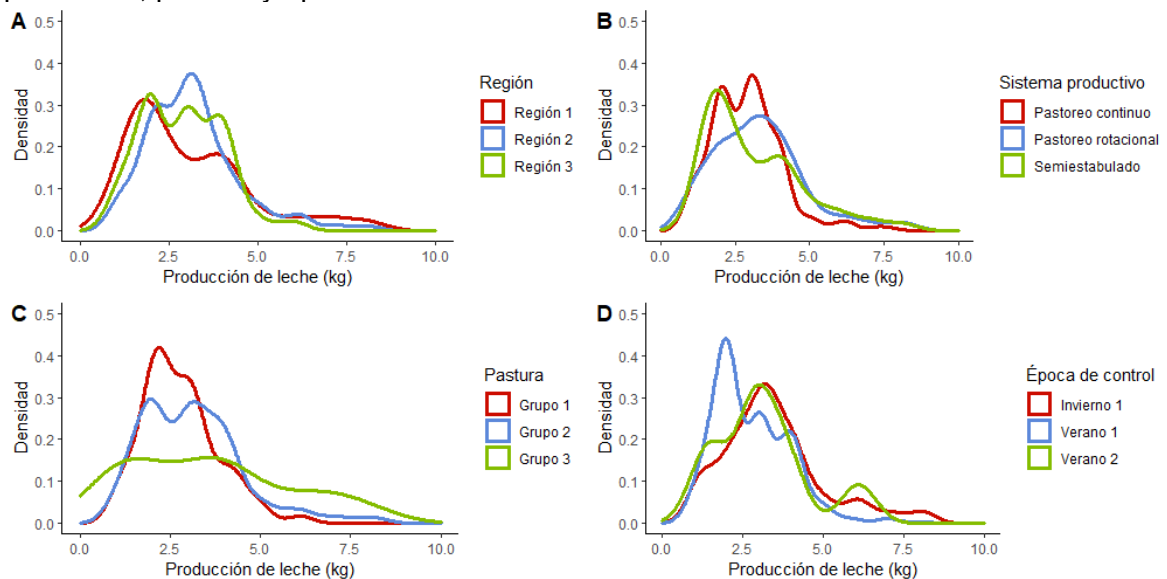 A
0.5
0.4
0.3
0.2
0.1
0.0
Densidad
0.0 2.5 5.0 7.5 10.0
Producción de leche (kg)
Región
Región 1
Región 2
Región 3
B
0.5
0.4
0.3
0.2
0.1
0.0
Densidad
0.0 2.5 5.0 7.5 10.0
Producción de leche (kg)
Sistema productivo
Pastoreo continuo
Pastoreo rotacional
Semiestabulado
C
0.5
0.4
0.3
0.2
0.1
0.0
Densidad
0.0 2.5 5.0 7.5 10.0
Producción de leche (kg)
Pastura
Grupo 1
Grupo 2
Grupo 3
D
0.5
0.4
0.3
0.2
0.1
0.0
Densidad
0.0 2.5 5.0 7.5 10.0
Producción de leche (kg)
Época de control
Invierno 1
Verano 1
Verano 2